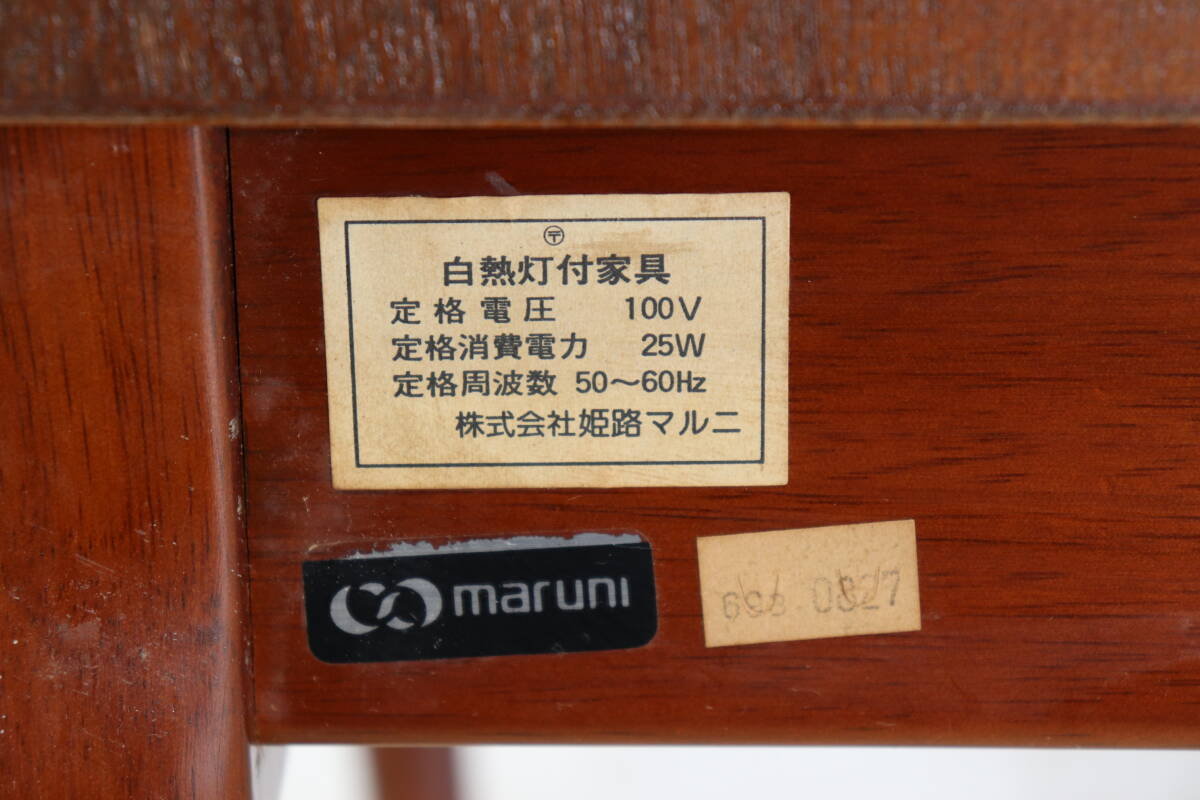 〶
白熱灯付家具
定格電圧 100V
定格消費電力 25W
定格周波数 50～60Hz
株式会社姫路マルニ
maruni
0827